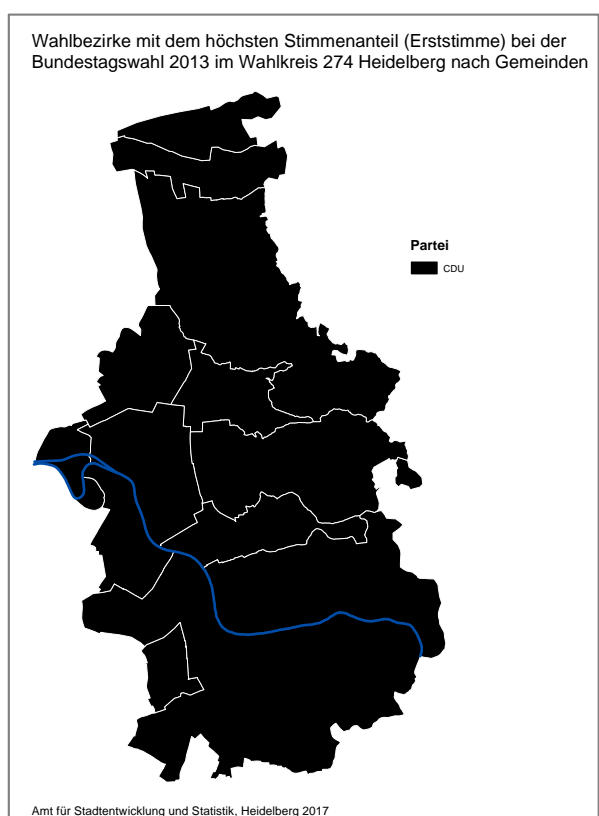 Wahlbezirke mit dem höchsten Stimmenanteil (Erststimme) bei der
Bundestagswahl 2013 im Wahlkreis 274 Heidelberg nach Gemeinden
Partei
CDU
Amt für Stadtentwicklung und Statistik, Heidelberg 2017